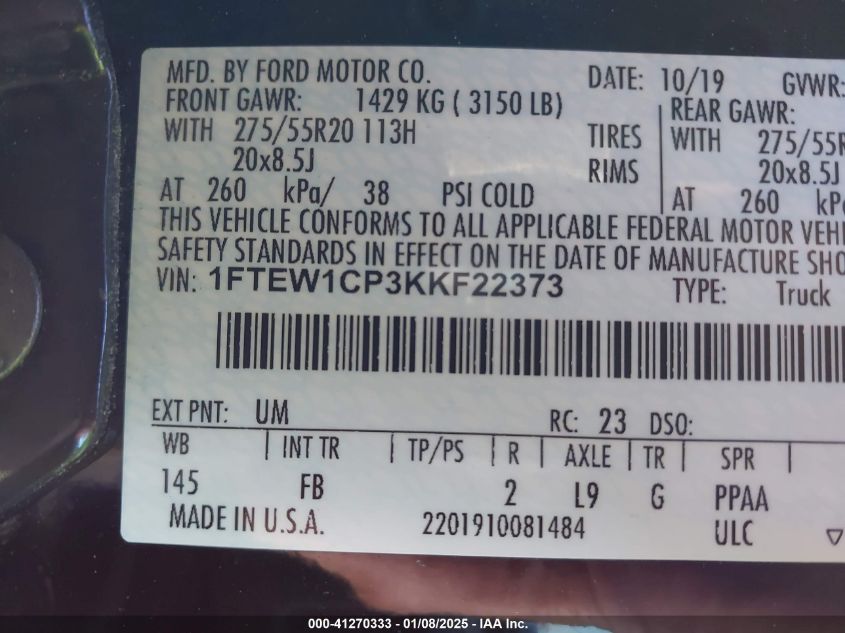 MFD. BY FORD MOTOR CO. DATE: 10/19 GVWR:
FRONT GAWR: 1429 KG ( 3150 LB) REAR GAWR:
WITH 275/55R20 113H TIRES WITH 275/55R
20x8.5J RIMS 20x8.5J
AT 260 kPa/ 38 PSI COLD AT 260
THIS VEHICLE CONFORMS TO ALL APPLICABLE FEDERAL MOTOR
SAFETY STANDARDS IN EFFECT ON THE DATE OF MANUFACTURE
VIN: 1FTEW1CP3KKF22373 TYPE: Truck
EXT PNT: UM RC: 23 DSO:
WB INT TR TP/PS R AXLE TR SPR
145 FB 2 L9 G PPAA
MADE IN U.S.A. 2201910081484 ULC
000-41270333 - 01/08/2025 - IAA Inc.